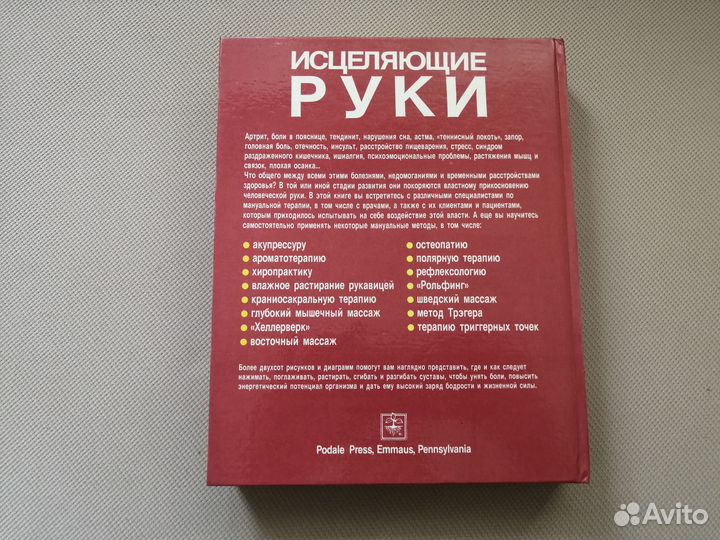 ИСЦЕЛЯЮЩИЕ
РУКИ
Артрит, боли в пояснице, тендинит, нарушения сна, астма, «теннисный локоть», запор,
головная боль, отечность, инсульт, расстройство пищеварения, стресс, синдром
раздраженного кишечника, ишиалгия, психоэмоциональные проблемы, растяжения мышц и
связок, плохая осанка...
Что общего между всеми этими болезнями, недомоганиями и временными расстройствами
здоровья? В той или иной стадии развития они покоряются властному прикосновению
человеческой руки. В этой книге вы встретитесь с различными специалистами по
мануальной терапии, в том числе с врачами, а также с их клиентами и пациентами,
которым приходилось испытывать на себе воздействие этой власти. А еще вы научитесь
самостоятельно применять некоторые мануальные методы, в том числе:
акупрессуру
ароматотерапию
хиропрактику
влажное растирание рукавицей
краниосакральную терапию
глубокий мышечный массаж
«Хеллерверк»
восточный массаж
остеопатию
полярную терапию
рефлексологию
«Рольфинг»
шведский массаж
метод Трэгера
терапию триггерных точек
Более двухсот рисунков и диаграмм помогут вам наглядно представить, где и как следует
нажимать, поглаживать, растирать, сгибать и разгибать суставы, чтобы унять боли, повысить
энергетический потенциал организма и дать ему высокий заряд бодрости и жизненной силы.
Podale Press, Emmaus, Pennsylvania
Avito